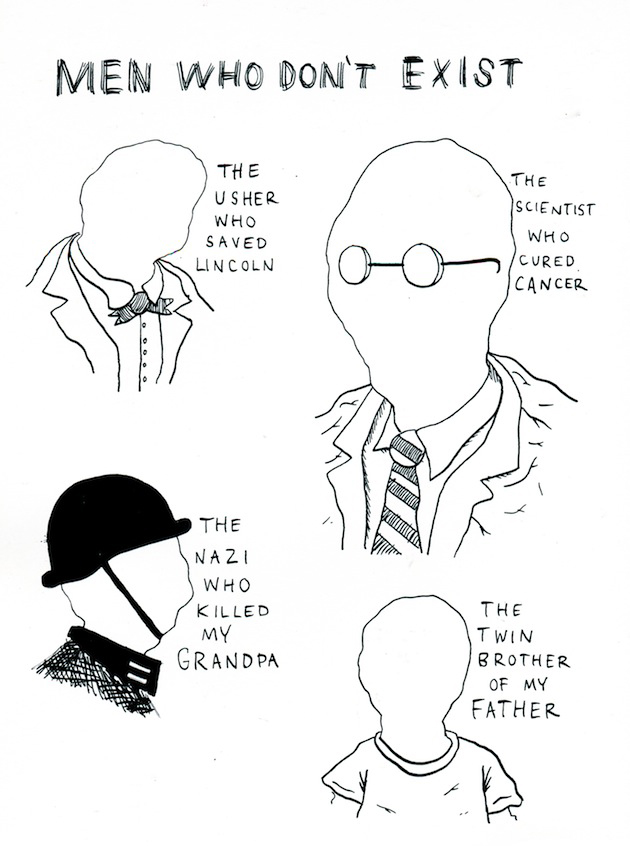 MEN WHO DON'T EXIST
THE
USHER
WHO
SAVED
LINCOLN
THE
SCIENTIST
WHO
CURED
CANCER
THE
NAZI
WHO
KILLED
MY
GRANDPA
THE
TWIN
BROTHER
OF MY
FATHER